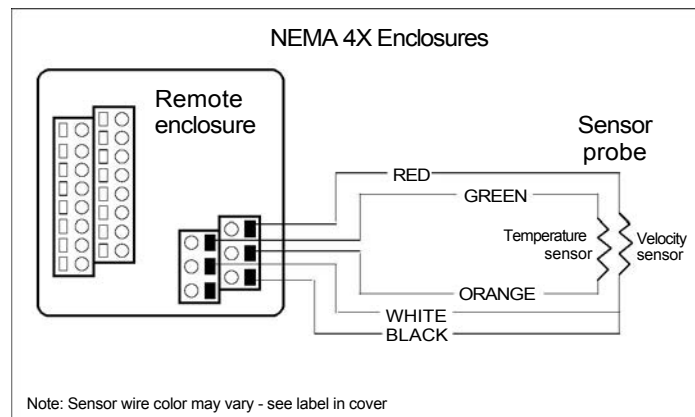 NEMA 4X Enclosures
Remote
enclosure
Sensor
probe
RED
GREEN
Temperature
sensor
Velocity
sensor
ORANGE
WHITE
BLACK
Note: Sensor wire color may vary - see label in cover